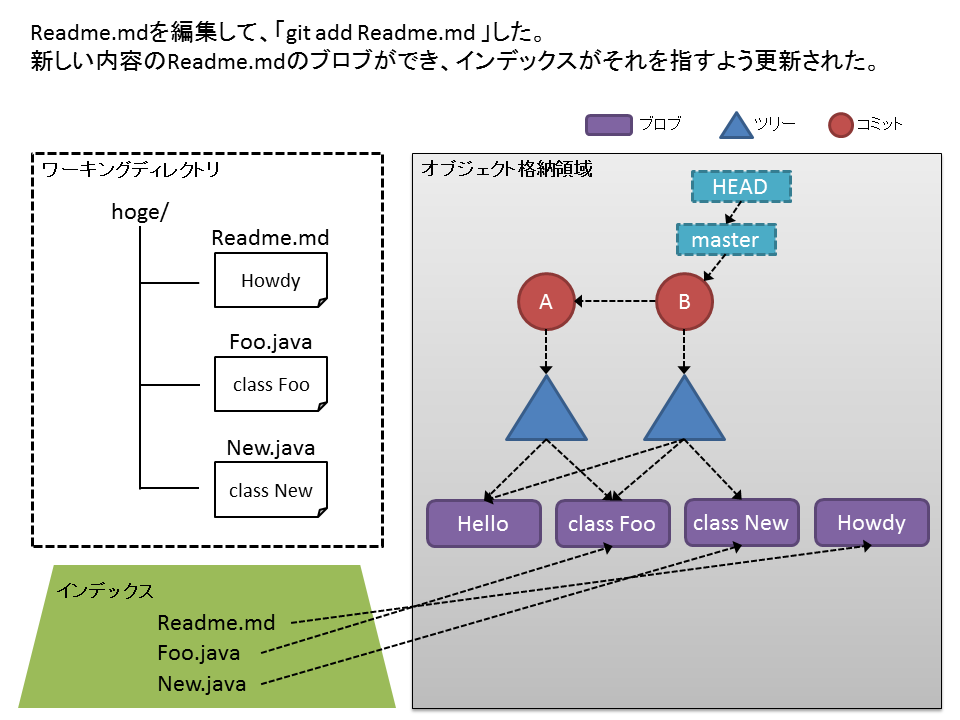 Readme.mdを編集して、「git add Readme.md 」した。
新しい内容のReadme.mdのブロブができ、インデックスがそれを指すよう更新された。
ブロブ ツリー コミット
ワーキングディレクトリ
hoge/
Readme.md
Howdy
Foo.java
class Foo
New.java
class New
オブジェクト格納領域
HEAD
master
A B
Hello class Foo class New Howdy
インデックス
Readme.md
Foo.java
New.java